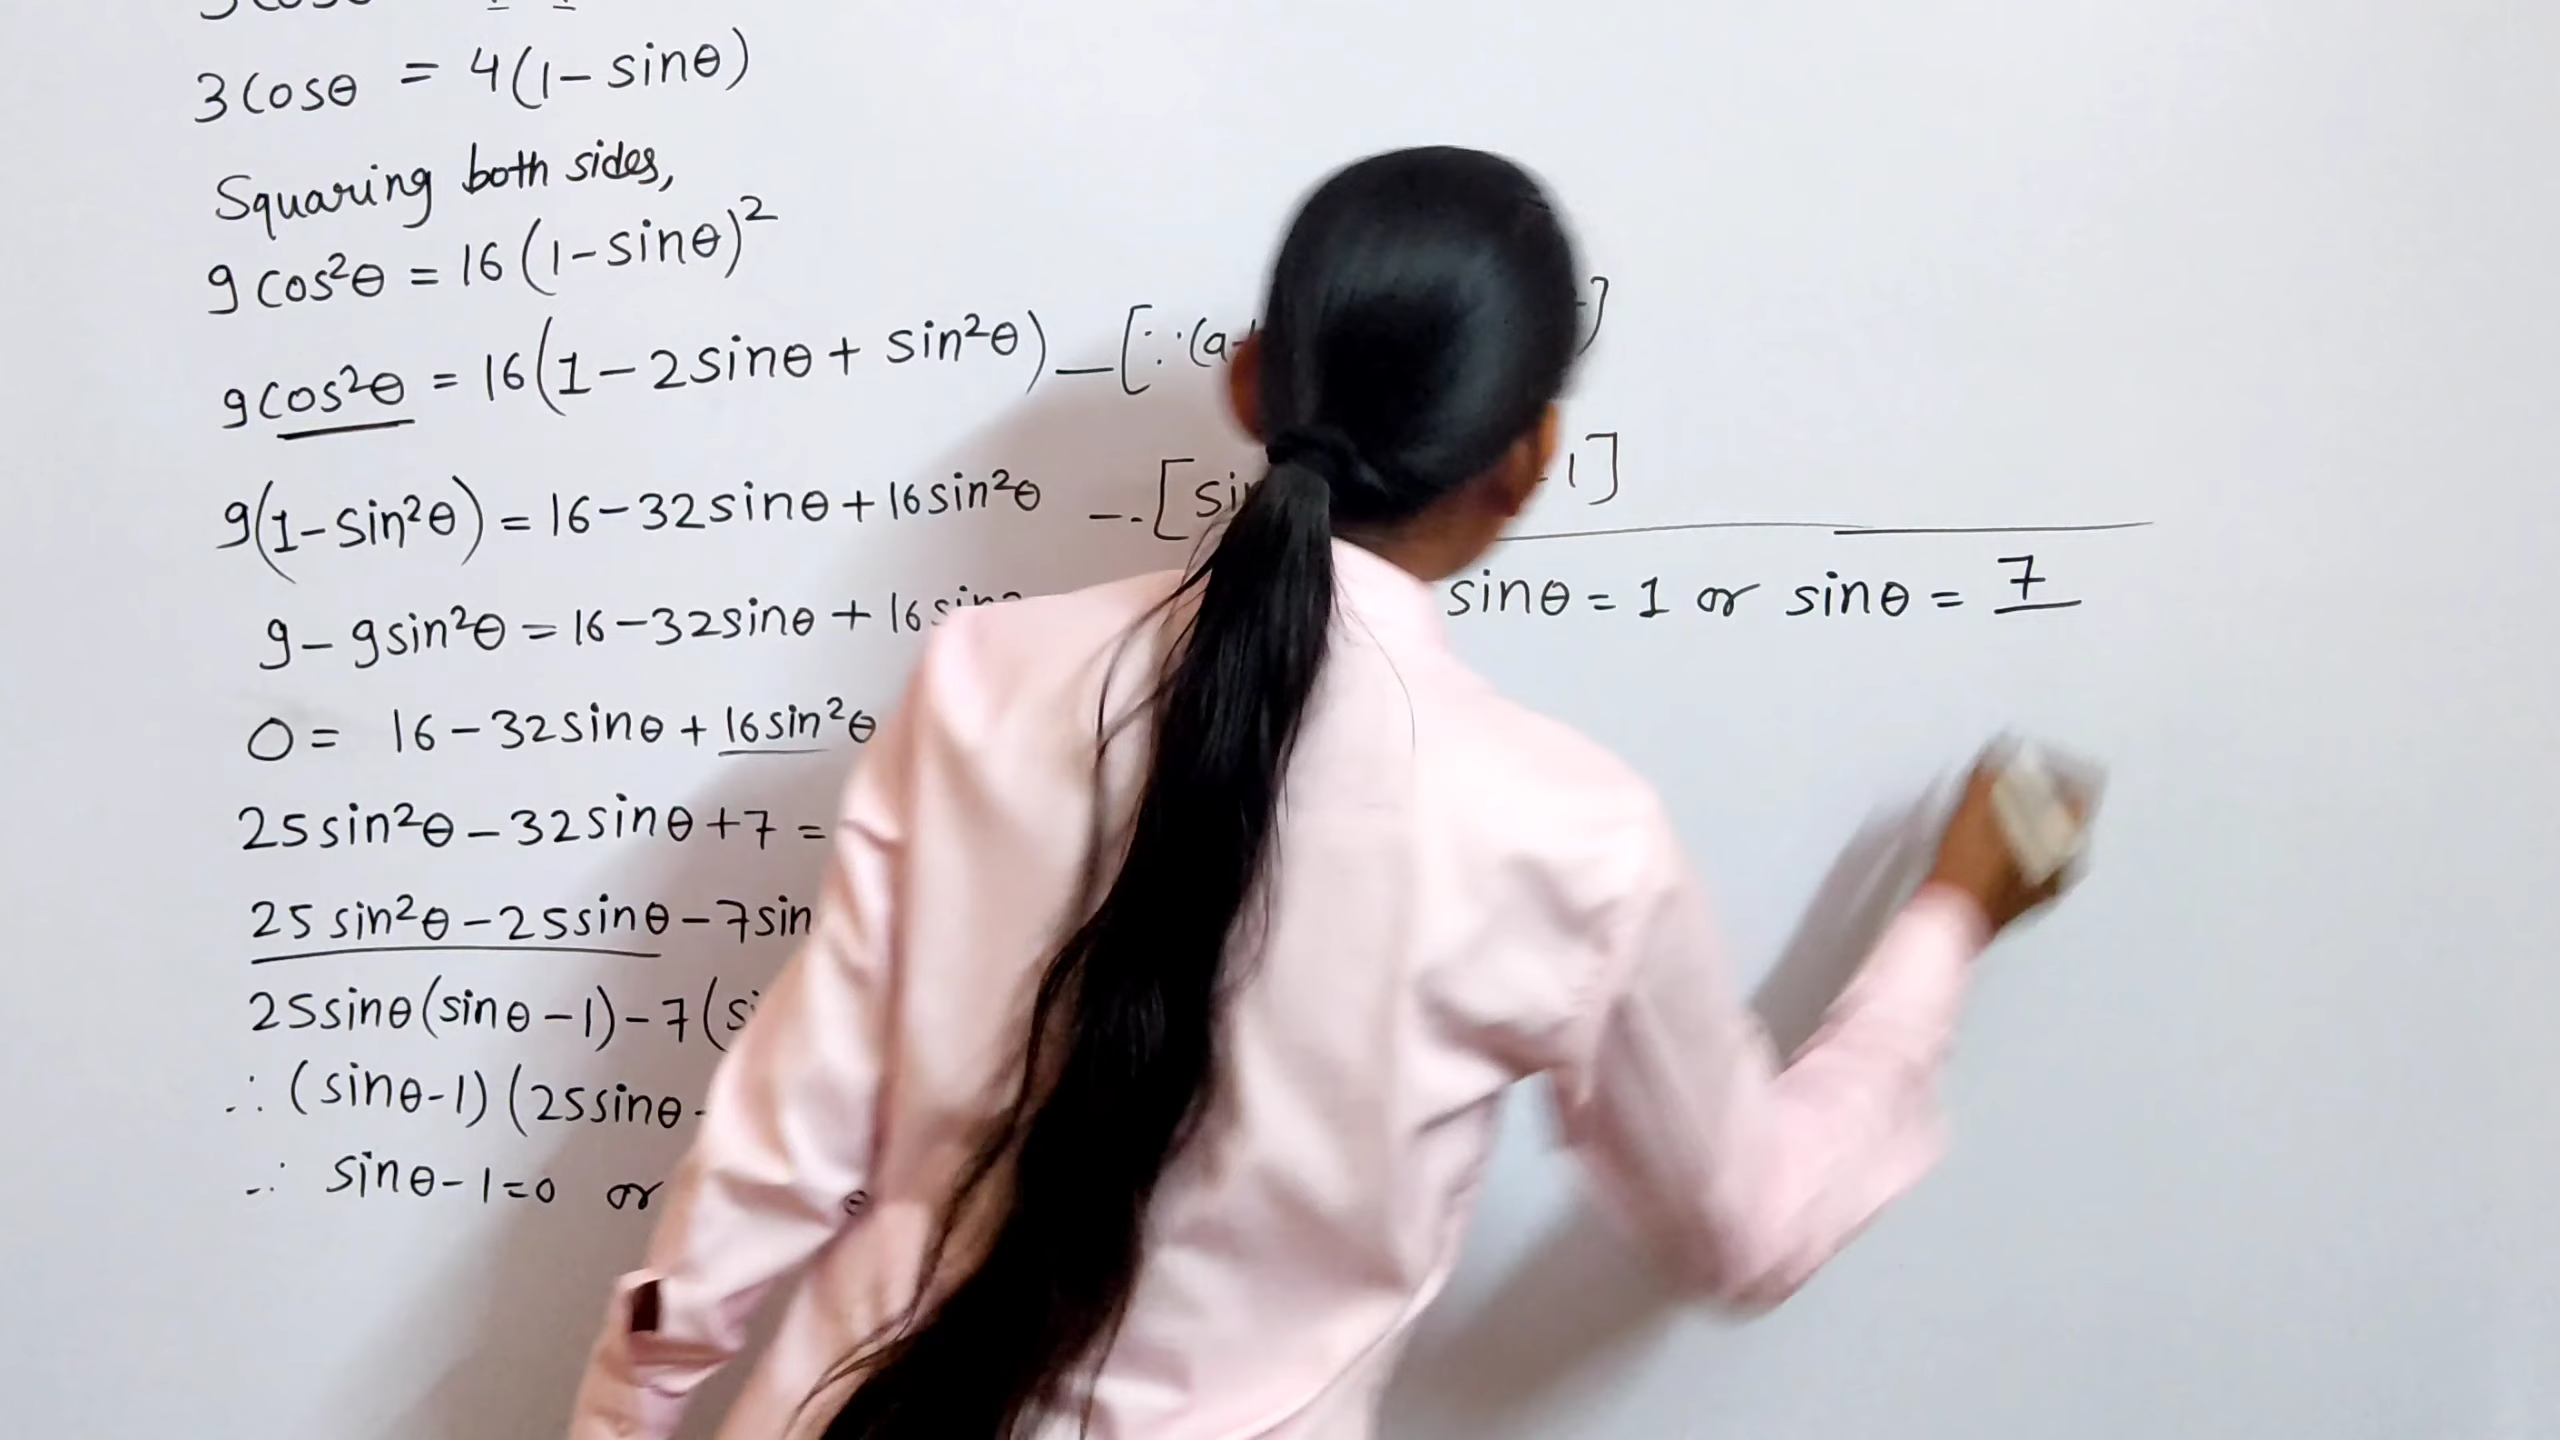 3cosθ = 4(1-sinθ)
Squaring both sides,
9cos²θ = 16(1-sinθ)²
9cos²θ = 16(1-2sinθ+sin²θ) —[∵(a- -]
9(1-sin²θ) = 16-32sinθ+16sin²θ --[sin 1]
9-9sin²θ = 16-32sinθ+16sin
0 = 16-32sinθ+16sin²θ
25sin²θ-32sinθ+7 =
25sin²θ-25sinθ-7sin
25sinθ(sinθ-1)-7(si
∴ (sinθ-1)(25sinθ-
∴ sinθ-1=0 or
sinθ = 1 or sinθ = 7